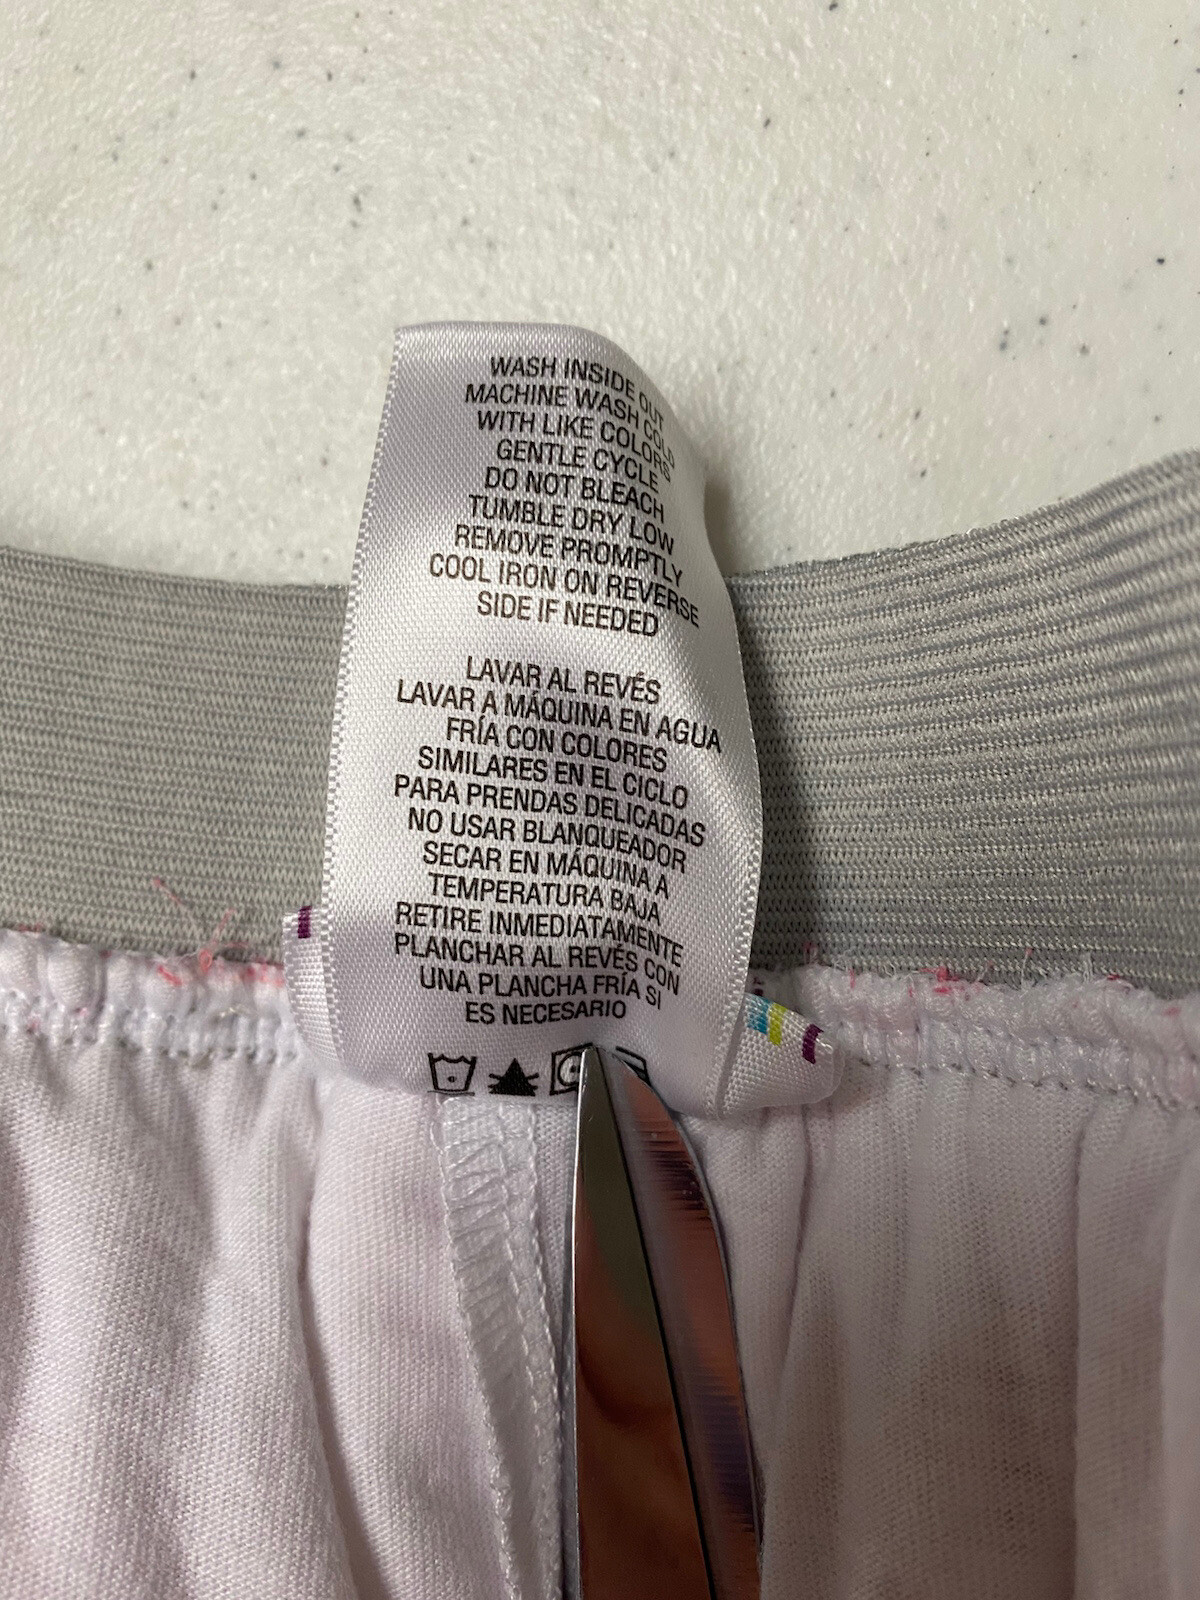 WASH INSIDE OUT
MACHINE WASH COLD
WITH LIKE COLORS
GENTLE CYCLE
DO NOT BLEACH
TUMBLE DRY LOW
REMOVE PROMPTLY
COOL IRON ON REVERSE
SIDE IF NEEDED
LAVAR AL REVÉS
LAVAR A MÁQUINA EN AGUA
FRÍA CON COLORES
SIMILARES EN EL CICLO
PARA PRENDAS DELICADAS
NO USAR BLANQUEADOR
SECAR EN MÁQUINA A
TEMPERATURA BAJA
RETIRE INMEDIATAMENTE
PLANCHAR AL REVÉS CON
UNA PLANCHA FRÍA SI
ES NECESARIO